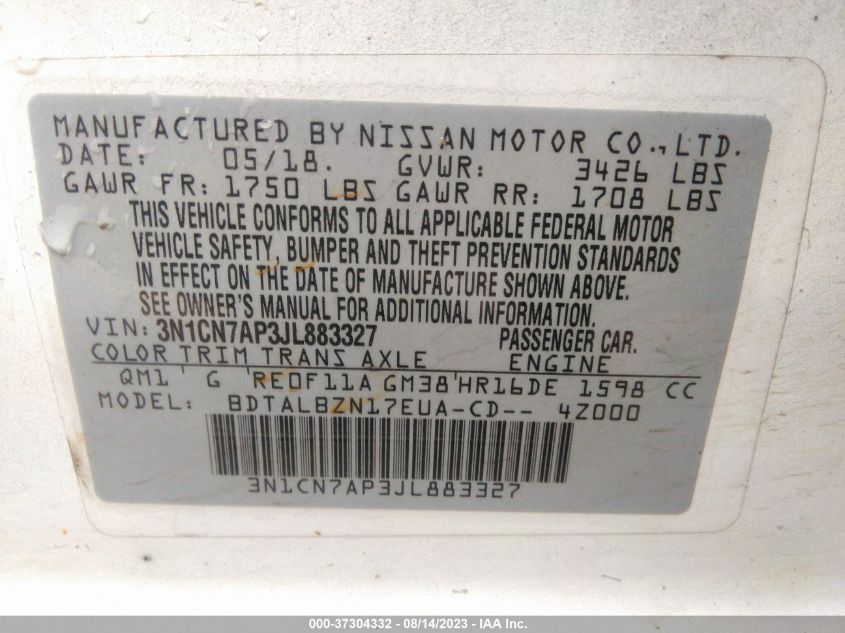 MANUFACTURED BY NISSAN MOTOR CO., LTD.
DATE: 05/18. GVWR: 3426 LBS
GAWR FR: 1750 LBS GAWR RR: 1708 LBS
THIS VEHICLE CONFORMS TO ALL APPLICABLE FEDERAL MOTOR
VEHICLE SAFETY, BUMPER AND THEFT PREVENTION STANDARDS
IN EFFECT ON THE DATE OF MANUFACTURE SHOWN ABOVE.
SEE OWNER'S MANUAL FOR ADDITIONAL INFORMATION.
VIN: 3N1CN7AP3JL883327 PASSENGER CAR.
COLOR TRIM TRANS AXLE ENGINE
QM1 G RE0F11A GM38 HR16DE 1598 CC
MODEL: BDTALBZN17EUA-CD-- 4Z000
3N1CN7AP3JL883327
000-37304332 - 08/14/2023 - IAA Inc.